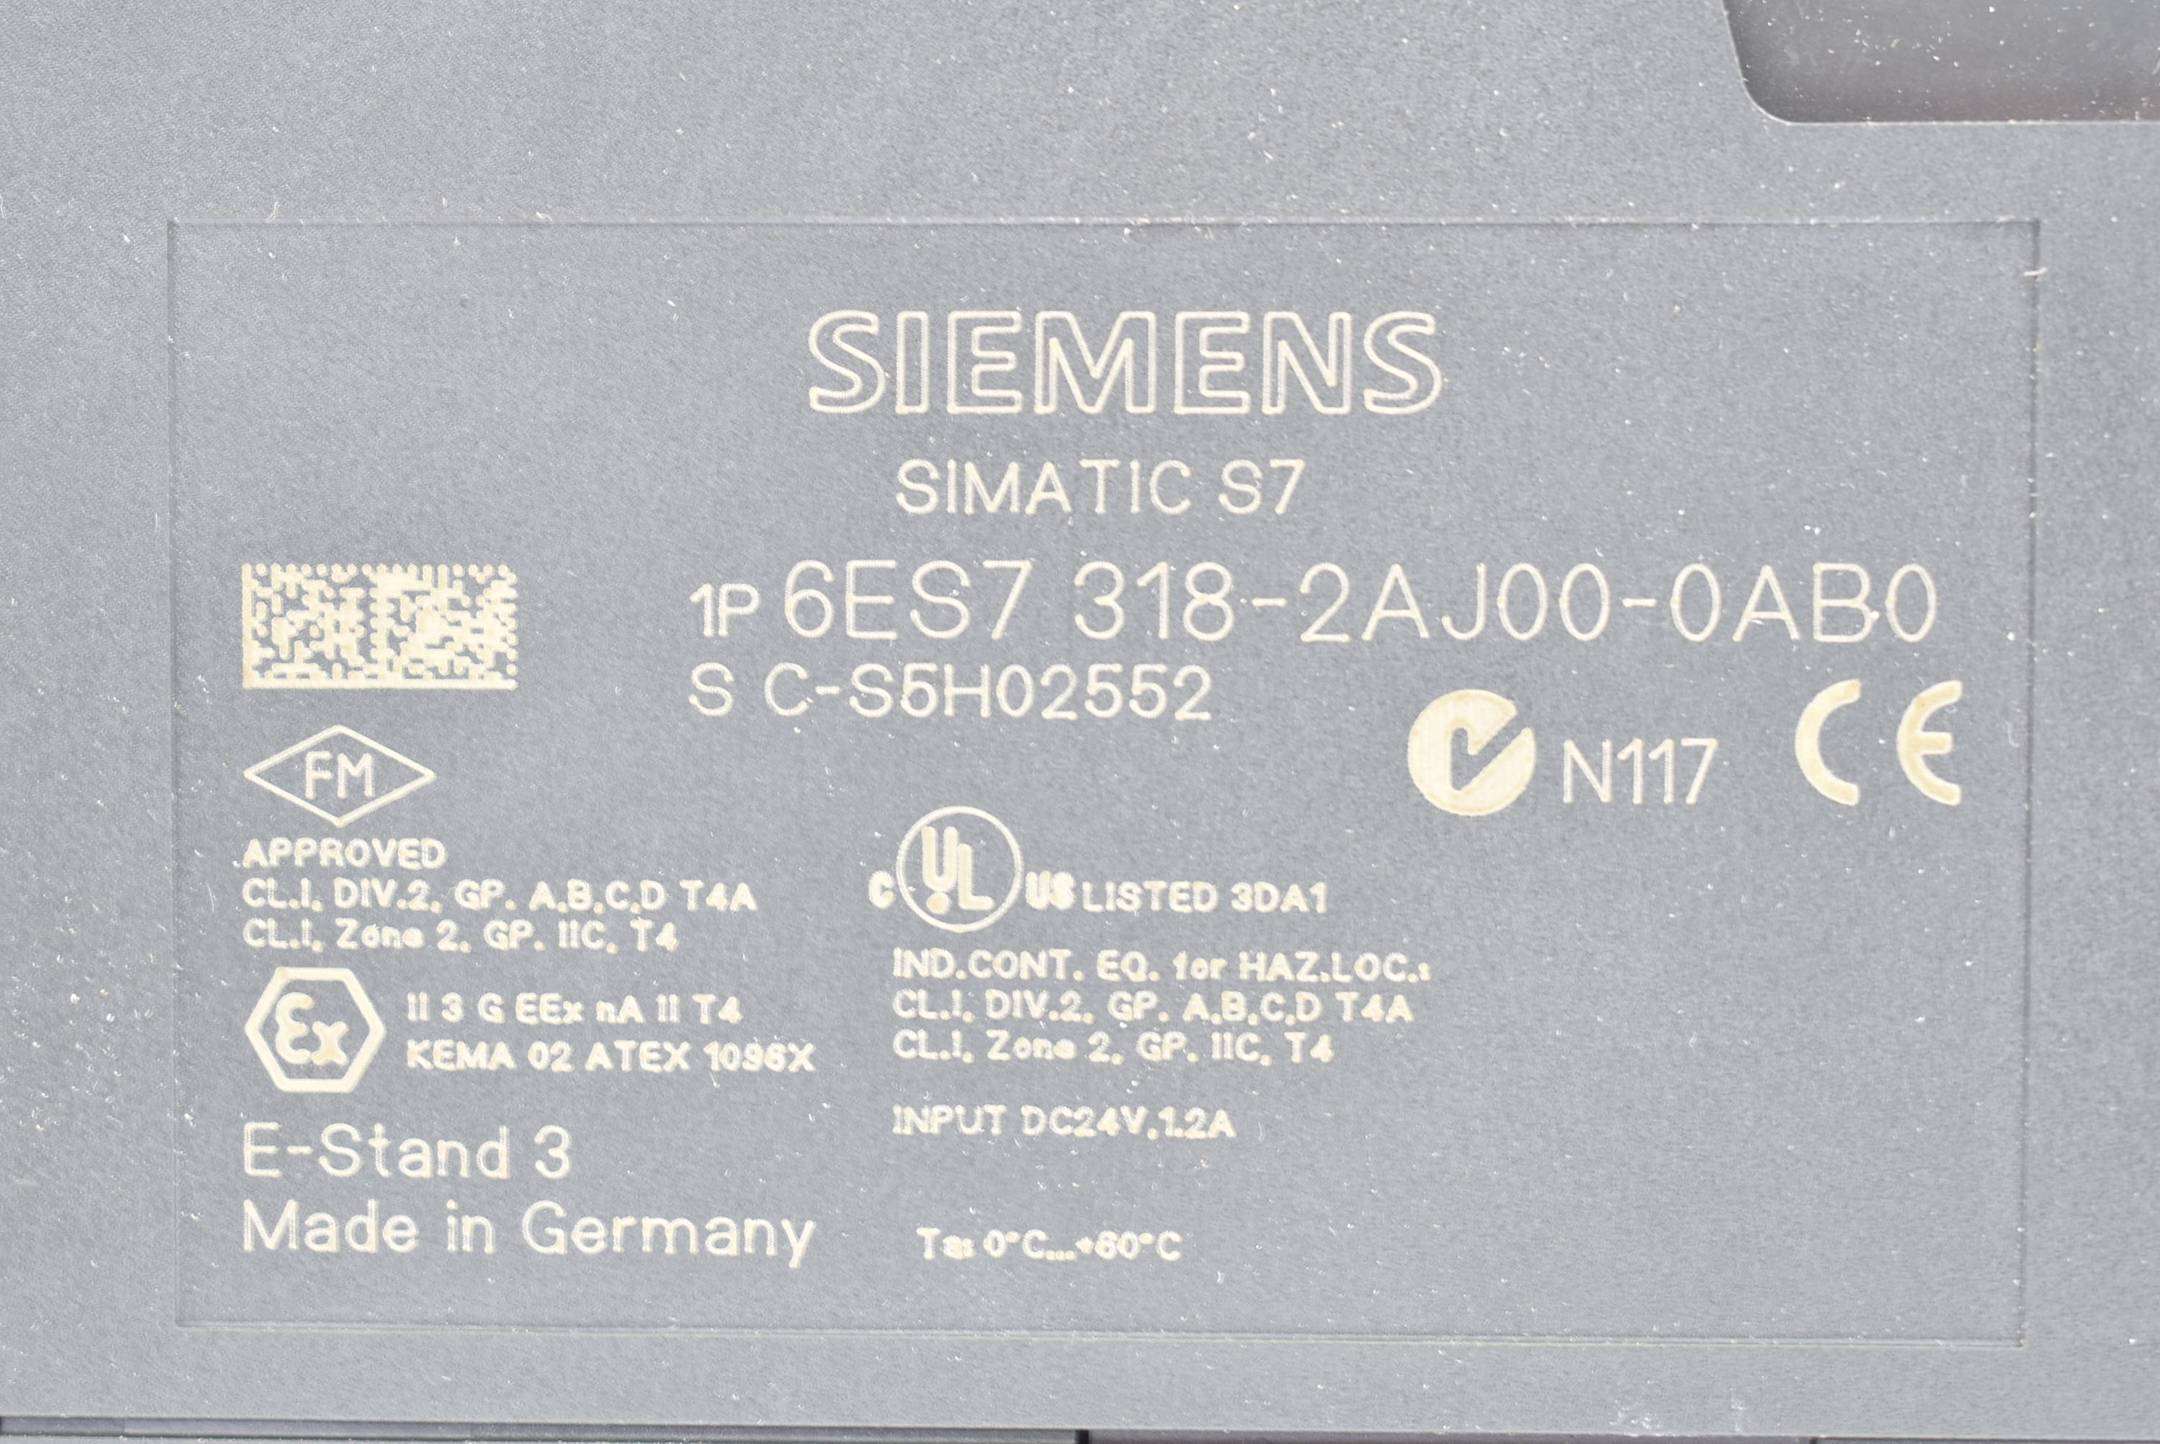 SIEMENS
SIMATIC S7
1P 6ES7 318-2AJ00-0AB0
S C-S5H02552
N117 CE
FM
APPROVED
CL.I, DIV.2, GP. A,B,C,D T4A
CL.I, Zone 2, GP. IIC, T4
Ex
II 3 G EEx nA II T4
KEMA 02 ATEX 1096X
E-Stand 3
Made in Germany
C UL US LISTED 3DA1
IND.CONT. EQ. for HAZ.LOC.:
CL.I, DIV.2, GP. A,B,C,D T4A
CL.I, Zone 2, GP. IIC, T4
INPUT DC24V,1.2A
Ta: 0°C...+60°C